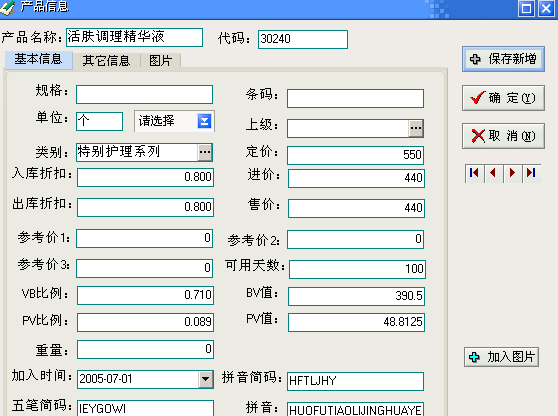 产品信息
产品名称: 活肤调理精华液 代码: 30240
基本信息 其它信息 图片 保存新增
规格: 条码: 确 定(Y)
单位: 个 请选择 上级: ... 取 消(N)
类别: 特别护理系列 ... 定价: 550
入库折扣: 0.800 进价: 440
出库折扣: 0.800 售价: 440
参考价1: 0 参考价2: 0
参考价3: 0 可用天数: 100
VB比例: 0.710 BV值: 390.5
PV比例: 0.089 PV值: 48.8125
重量: 0 加入图片
加入时间: 2005-07-01 拼音简码: HFTLJHY
五笔简码: IEYGOWI 拼音: HUOFUTIAOLIJINGHUAYE